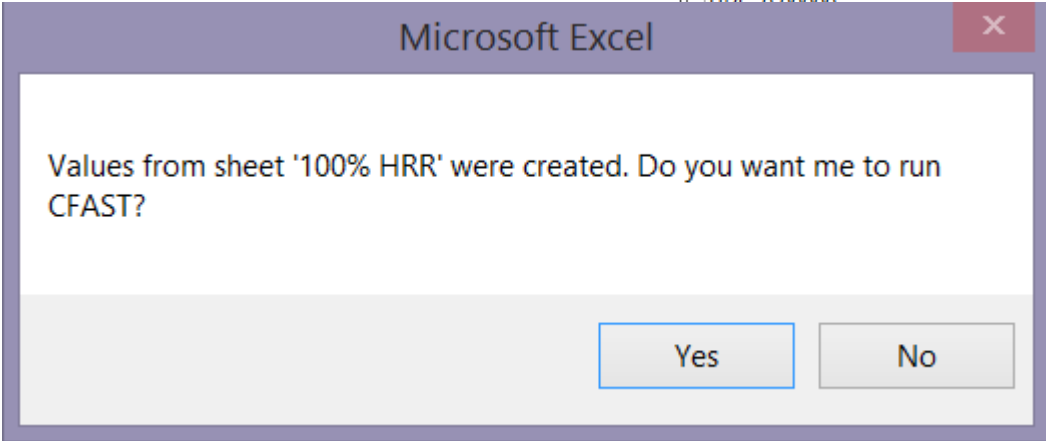 Microsoft Excel
Values from sheet '100% HRR' were created. Do you want me to run
CFAST?
Yes
No